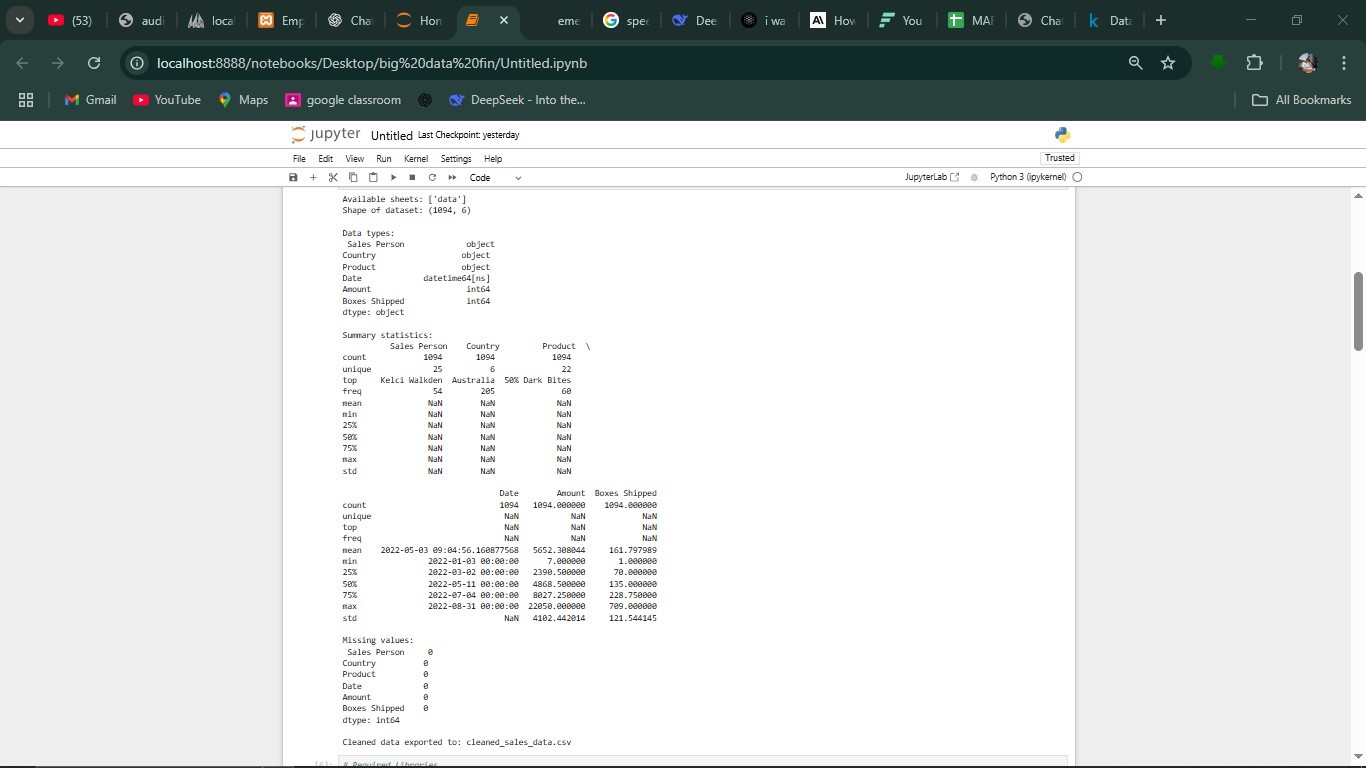 (53)
audi
local
Emp
Cha
Hon
eme
spec
Dee
i wa
How
You
MAI
Cha
Data
localhost:8888/notebooks/Desktop/big%20data%20fin/Untitled.ipynb
Gmail YouTube Maps google classroom DeepSeek - Into the... All Bookmarks
jupyter Untitled Last Checkpoint: yesterday
File Edit View Run Kernel Settings Help Trusted
Code JupyterLab Python 3 (ipykernel)
Available sheets: ['data']
Shape of dataset: (1094, 6)
Data types:
Sales Person object
Country object
Product object
Date datetime64[ns]
Amount int64
Boxes Shipped int64
dtype: object
Summary statistics:
Sales Person Country Product \
count 1094 1094 1094
unique 25 6 22
top Kelci Walkden Australia 50% Dark Bites
freq 54 205 60
mean NaN NaN NaN
min NaN NaN NaN
25% NaN NaN NaN
50% NaN NaN NaN
75% NaN NaN NaN
max NaN NaN NaN
std NaN NaN NaN
Date Amount Boxes Shipped
count 1094 1094.000000 1094.000000
unique NaN NaN NaN
top NaN NaN NaN
freq NaN NaN NaN
mean 2022-05-03 09:04:56.160877568 5652.308044 161.797989
min 2022-01-03 00:00:00 7.000000 1.000000
25% 2022-03-02 00:00:00 2390.500000 70.000000
50% 2022-05-11 00:00:00 4868.500000 135.000000
75% 2022-07-04 00:00:00 8027.250000 228.750000
max 2022-08-31 00:00:00 22050.000000 709.000000
std NaN 4102.442014 121.544145
Missing values:
Sales Person 0
Country 0
Product 0
Date 0
Amount 0
Boxes Shipped 0
dtype: int64
Cleaned data exported to: cleaned_sales_data.csv
[6]: # Required Libraries